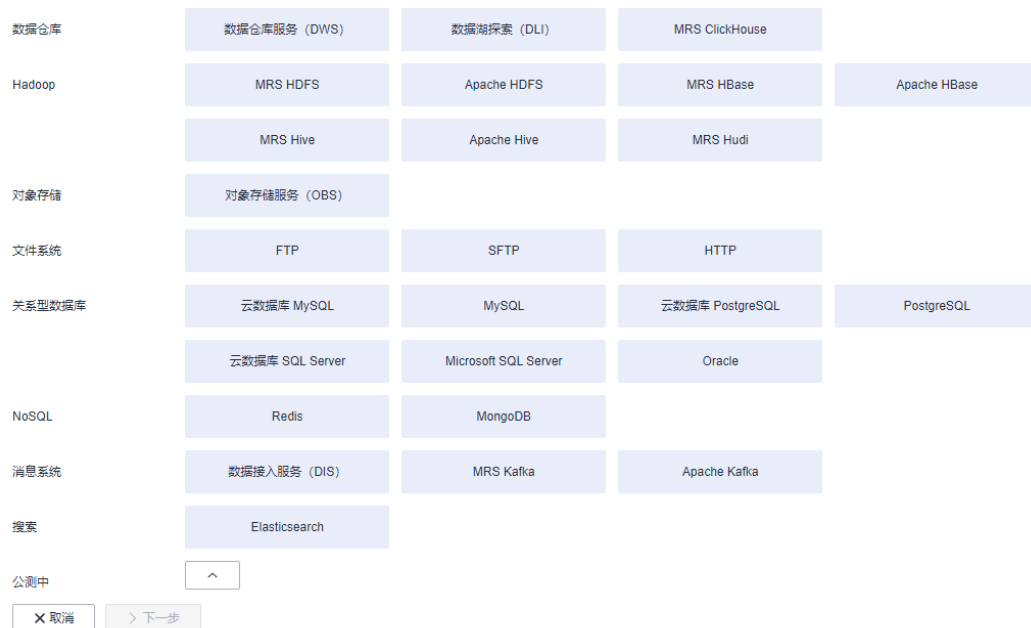 数据仓库 数据仓库服务（DWS） 数据湖探索（DLI） MRS ClickHouse
Hadoop MRS HDFS Apache HDFS MRS HBase Apache HBase
MRS Hive Apache Hive MRS Hudi
对象存储 对象存储服务（OBS）
文件系统 FTP SFTP HTTP
关系型数据库 云数据库 MySQL MySQL 云数据库 PostgreSQL PostgreSQL
云数据库 SQL Server Microsoft SQL Server Oracle
NoSQL Redis MongoDB
消息系统 数据接入服务（DIS） MRS Kafka Apache Kafka
搜索 Elasticsearch
公测中
取消 下一步